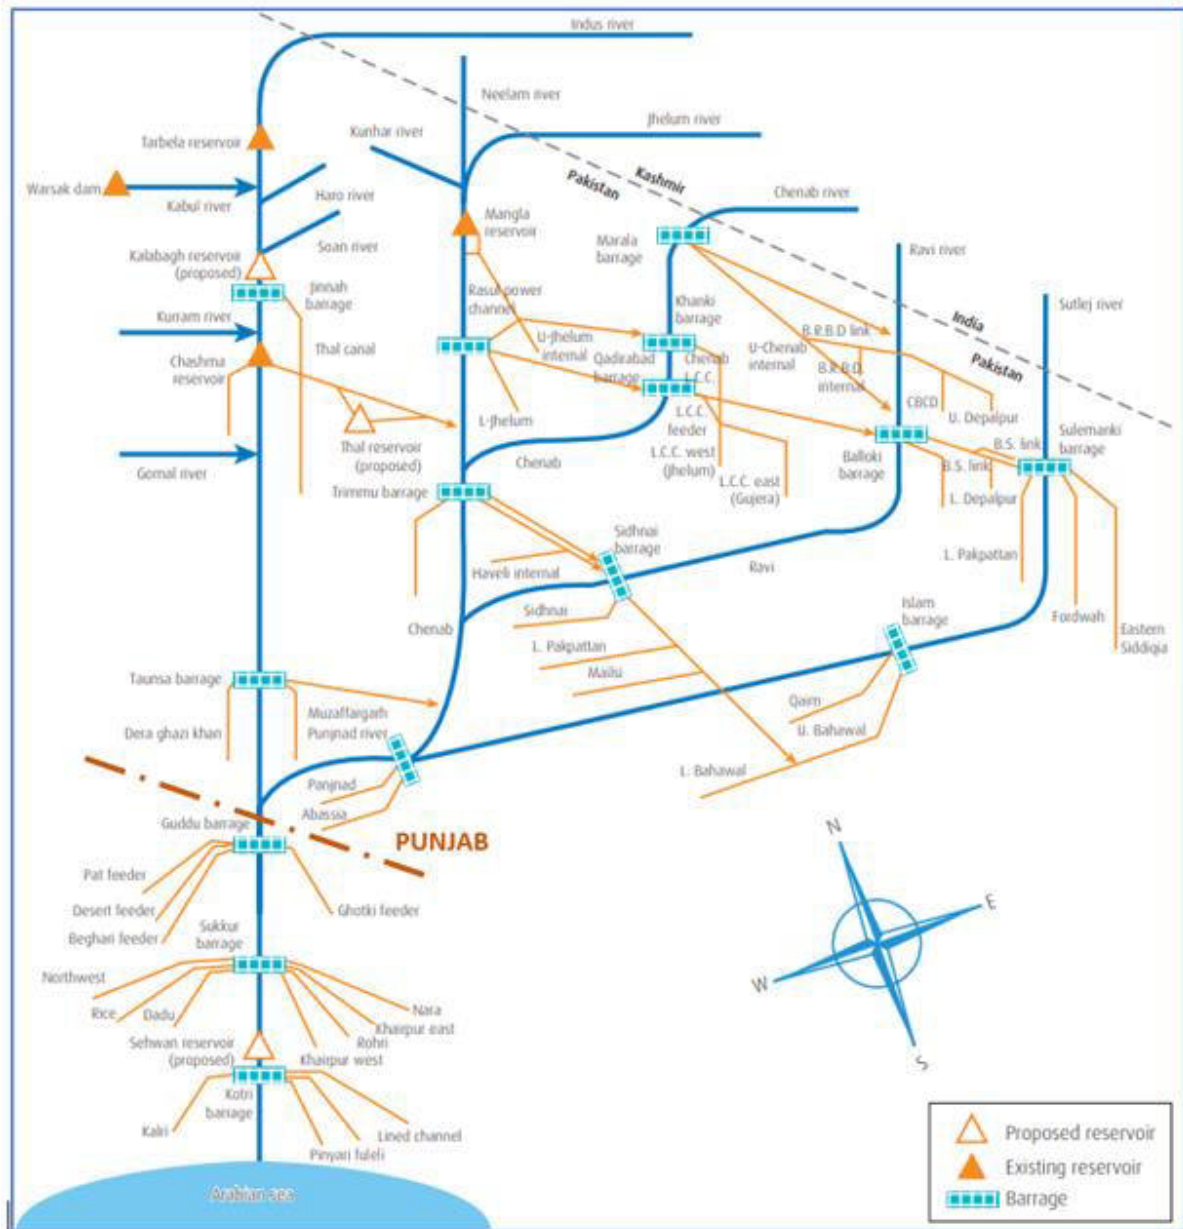 Indus river
Neelam river
Kunhar river
Jhelum river
Tarbela reservoir
Warsak dam
Kabul river
Haro river
Soan river
Pakistan
Kashmir
Chenab river
Mangla
reservoir
Marala
barrage
Ravi river
Kalabagh reservoir
(proposed)
Jinnah
barrage
Rasul power
channel
Khanki
barrage
Sutlej river
Kurram river
Thal canal
Chashma
reservoir
U-Jhelum
internal
Qadirabad
barrage
Chenab
L.C.C.
U-Chenab
internal
B.R.B.D link
B.R.B.D
internal
India
Pakistan
CBCD
U. Depalpur
L-Jhelum
L.C.C.
feeder
Thal reservoir
(proposed)
Gomal river
Chenab
L.C.C. west
(Jhelum)
L.C.C. east
(Gujera)
Balloki
barrage
B.S. link
B.S. link
Sulemanki
barrage
L. Depalpur
Trimmu barrage
Sidhnai
barrage
Haveli internal
Ravi
L. Pakpattan
Sidhnai
Islam
barrage
Fordwah
Eastern
Siddiqia
Chenab
L. Pakpattan
Mailsi
Taunsa barrage
Qaim
U. Bahawal
Muzaffargarh
Punjnad river
Dera ghazi khan
L. Bahawal
Panjnad
Abassia
Guddu barrage
PUNJAB
Pat feeder
Desert feeder
Beghari feeder
Ghotki feeder
Sukkur
barrage
Northwest
Rice
Dadu
Nara
Khairpur east
Rohri
Khairpur west
Sehwan reservoir
(proposed)
Kotri
barrage
Kalri
Lined channel
Pinyari fuleli
Arabian sea
N
E
W
S
Proposed reservoir
Existing reservoir
Barrage